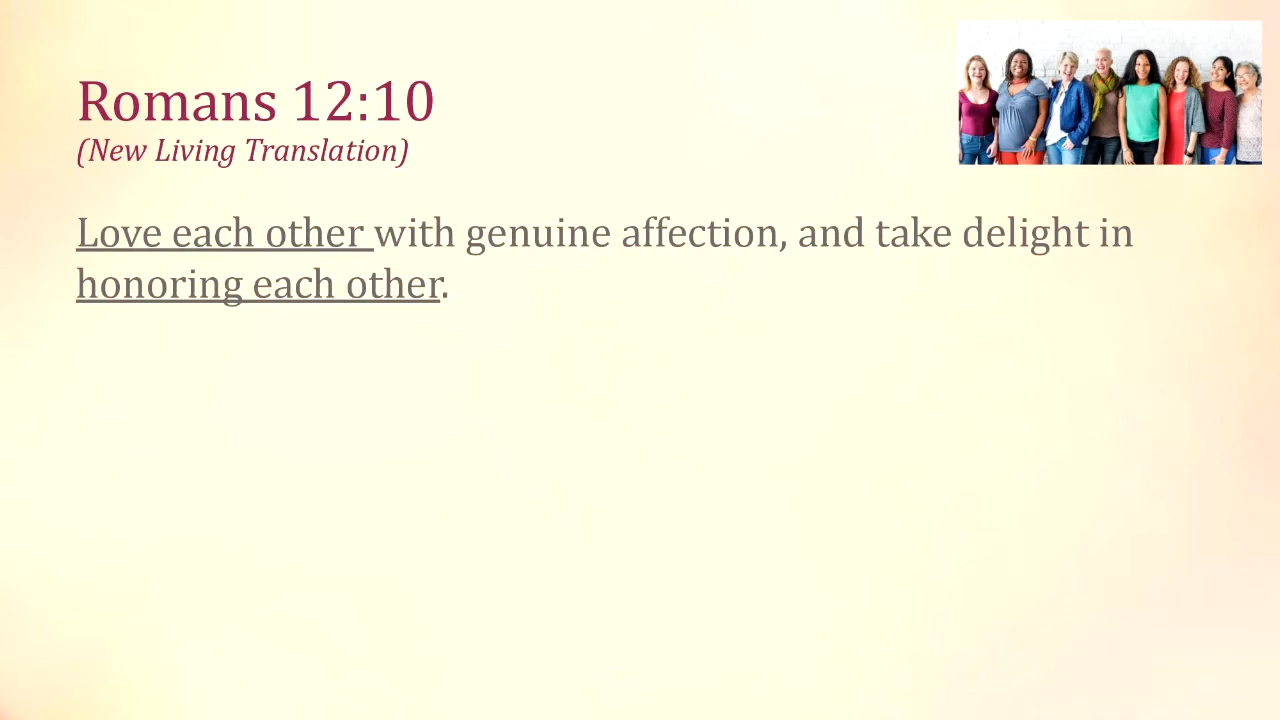 Romans 12:10
(New Living Translation)
Love each other with genuine affection, and take delight in
honoring each other.